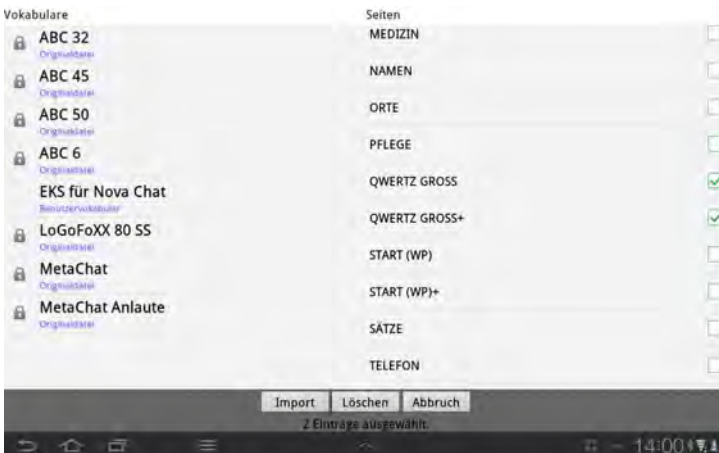 Vokabulare
ABC 32
Originaldatei
ABC 45
Originaldatei
ABC 50
Originaldatei
ABC 6
Originaldatei
EKS für Nova Chat
Benutzervokabular
LoGoFoXX 80 SS
Originaldatei
MetaChat
Originaldatei
MetaChat Anlaute
Originaldatei
Seiten
MEDIZIN
NAMEN
ORTE
PFLEGE
QWERTZ GROSS
QWERTZ GROSS+
START (WP)
START (WP)+
SÄTZE
TELEFON
Import Löschen Abbruch
2 Einträge ausgewählt.
14:00